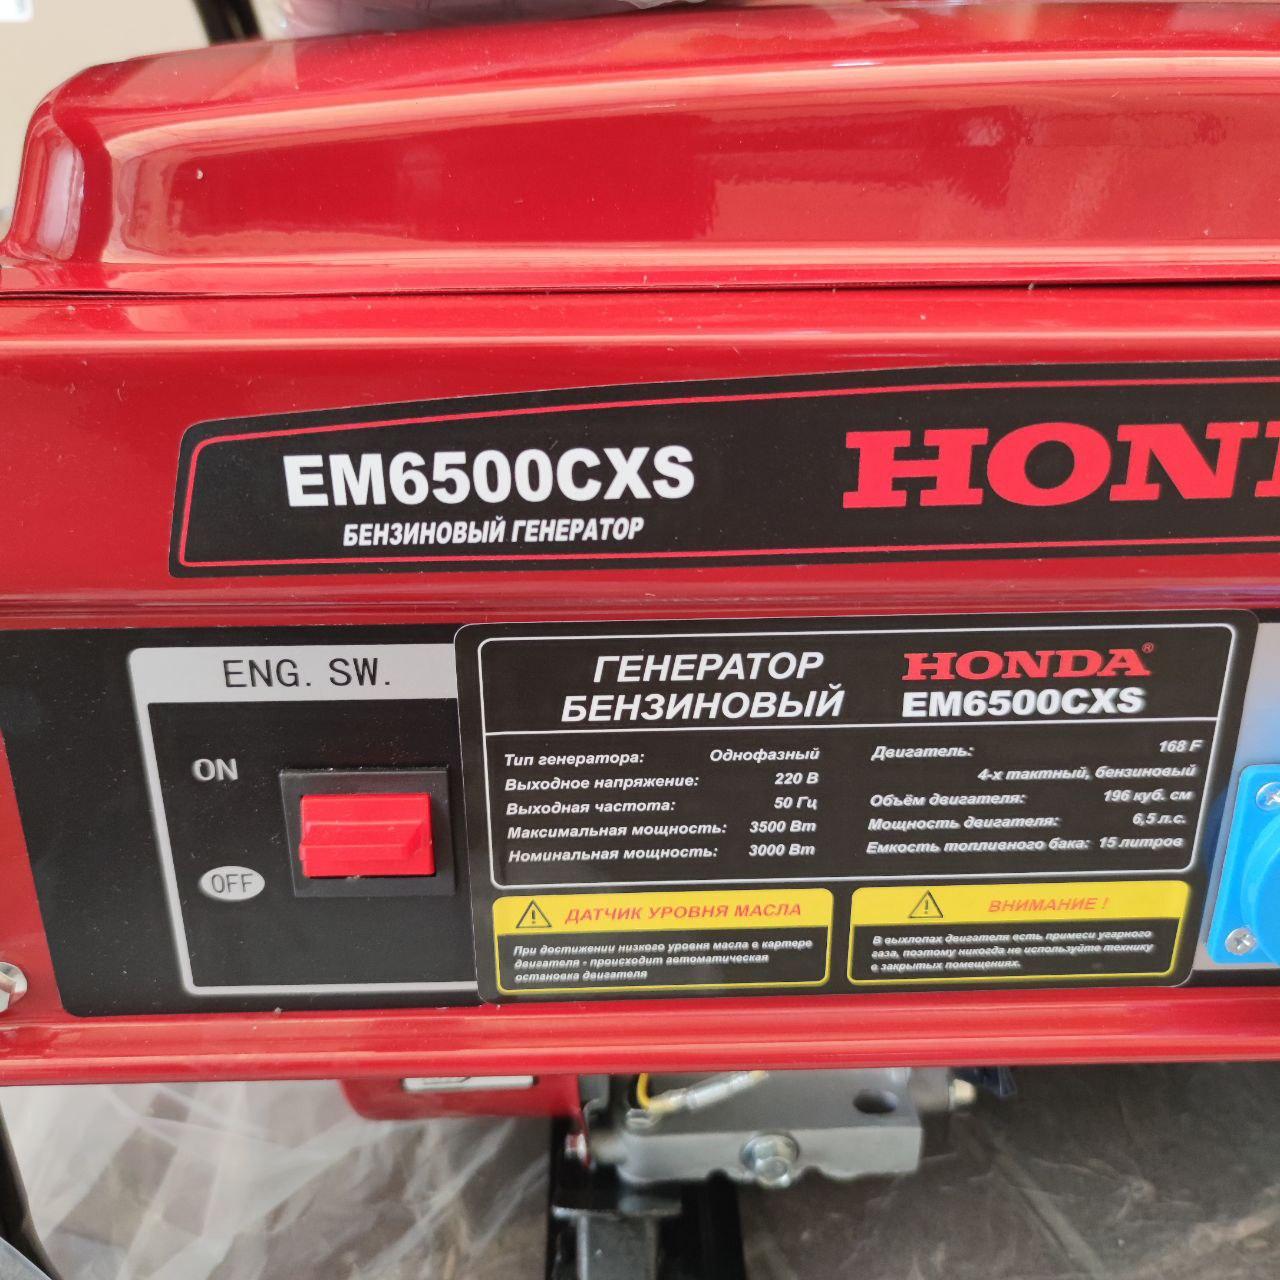 EM6500CXS
БЕНЗИНОВЫЙ ГЕНЕРАТОР
HON
ENG. SW.
ON
OFF
ГЕНЕРАТОР
БЕНЗИНОВЫЙ
HONDA®
EM6500CXS
Тип генератора: Однофазный
Выходное напряжение: 220 В
Выходная частота: 50 Гц
Максимальная мощность: 3500 Вт
Номинальная мощность: 3000 Вт
Двигатель: 168 F
4-х тактный, бензиновый
Объём двигателя: 196 куб. см
Мощность двигателя: 6,5 л.с.
Емкость топливного бака: 15 литров
ДАТЧИК УРОВНЯ МАСЛА
При достижении низкого уровня масла в картере
двигателя - происходит автоматическая
остановка двигателя
ВНИМАНИЕ !
В выхлопах двигателя есть примеси угарного
газа, поэтому никогда не используйте технику
в закрытых помещениях.